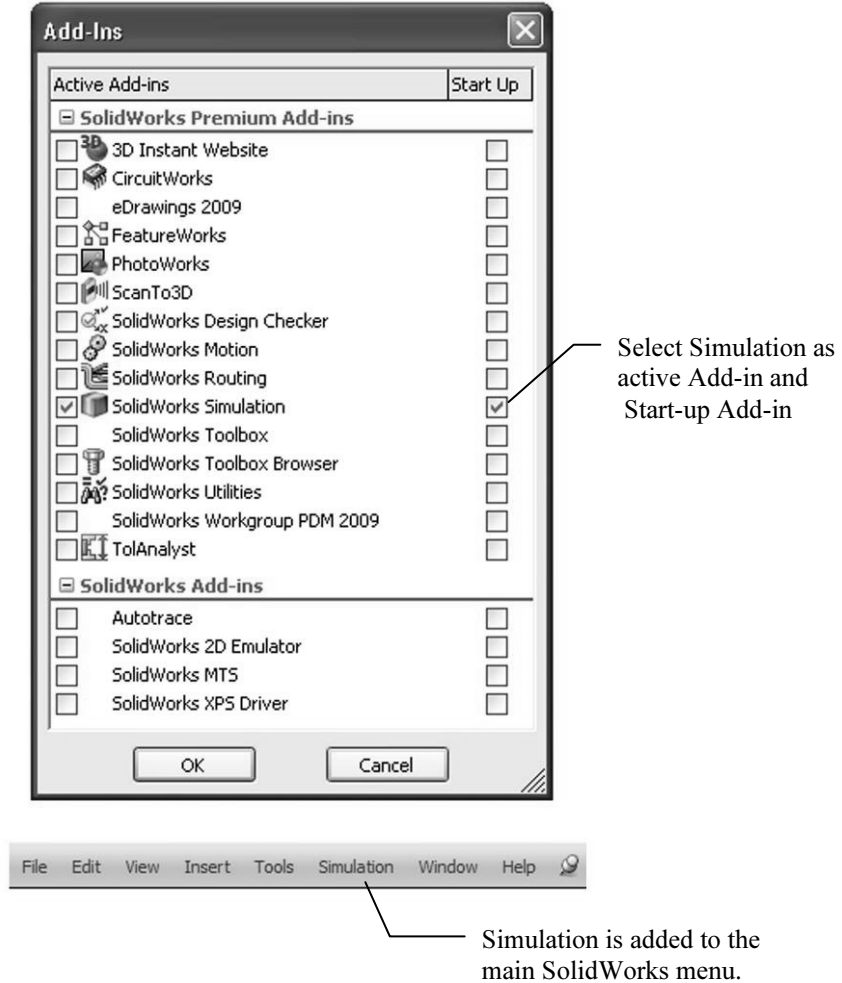 Add-Ins
Active Add-ins Start Up
SolidWorks Premium Add-ins
3D Instant Website
CircuitWorks
eDrawings 2009
FeatureWorks
PhotoWorks
ScanTo3D
SolidWorks Design Checker
SolidWorks Motion
SolidWorks Routing
SolidWorks Simulation
SolidWorks Toolbox
SolidWorks Toolbox Browser
SolidWorks Utilities
SolidWorks Workgroup PDM 2009
TolAnalyst
SolidWorks Add-ins
Autotrace
SolidWorks 2D Emulator
SolidWorks MTS
SolidWorks XPS Driver
OK Cancel
Select Simulation as
active Add-in and
Start-up Add-in
File Edit View Insert Tools Simulation Window Help
Simulation is added to the
main SolidWorks menu.